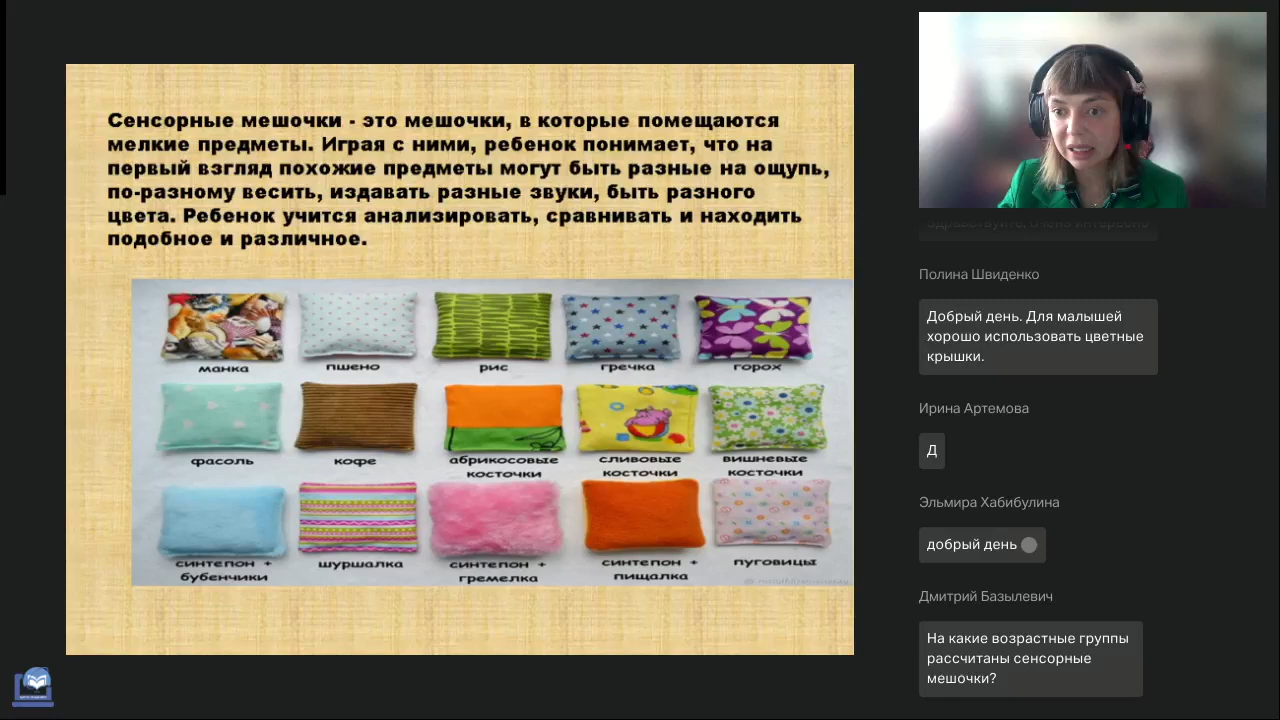 Сенсорные мешочки - это мешочки, в которые помещаются
мелкие предметы. Играя с ними, ребенок понимает, что на
первый взгляд похожие предметы могут быть разные на ощупь,
по-разному весить, издавать разные звуки, быть разного
цвета. Ребенок учится анализировать, сравнивать и находить
подобное и различное.
манка пшено рис гречка горох
фасоль кофе абрикосовые косточки сливовые косточки вишневые косточки
синтепон + бубенчики шуршалка синтепон + гремелка синтепон + пищалка пуговицы
здравствуйте, очень интересно
Полина Швиденко
Добрый день. Для малышей
хорошо использовать цветные
крышки.
Ирина Артемова
Д
Эльмира Хабибулина
добрый день
Дмитрий Базылевич
На какие возрастные группы
рассчитаны сенсорные
мешочки?